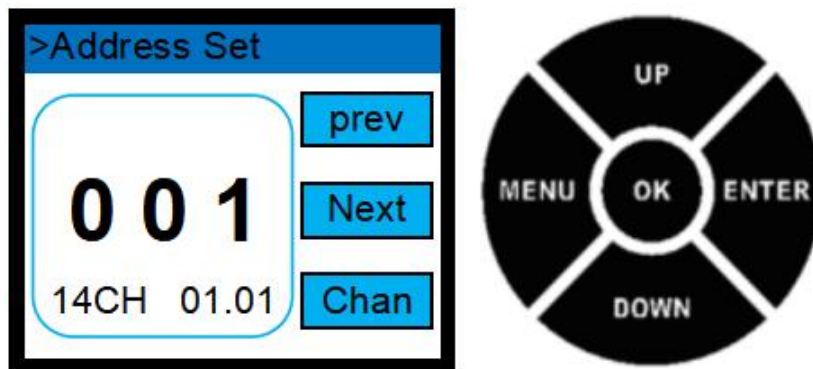 >Address Set
prev
0 0 1
Next
14CH 01.01
Chan
UP
MENU OK ENTER
DOWN